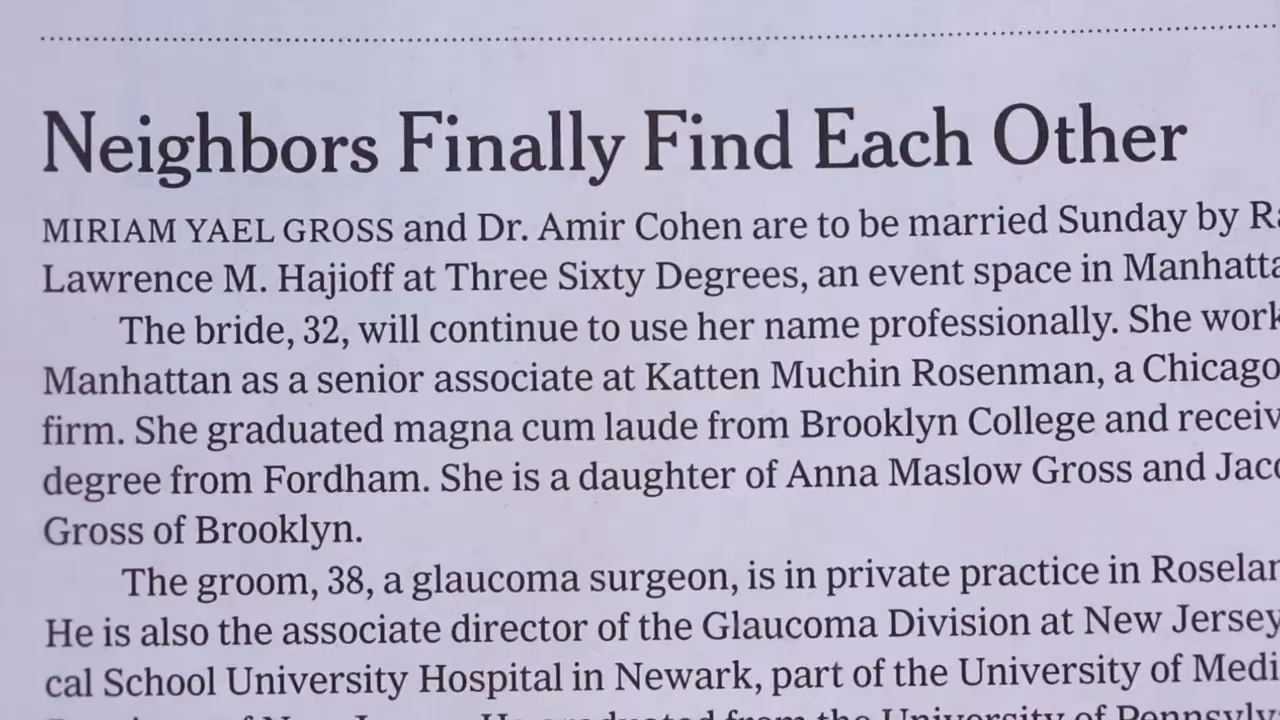 Neighbors Finally Find Each Other
MIRIAM YAEL GROSS and Dr. Amir Cohen are to be married Sunday by
Lawrence M. Hajioff at Three Sixty Degrees, an event space in
The bride, 32, will continue to use her name professionally. She
Manhattan as a senior associate at Katten Muchin Rosenman, a Chicago
firm. She graduated magna cum laude from Brooklyn College and
degree from Fordham. She is a daughter of Anna Maslow Gross and
Gross of Brooklyn.
The groom, 38, a glaucoma surgeon, is in private practice in
He is also the associate director of the Glaucoma Division at New Jersey
cal School University Hospital in Newark, part of the University of